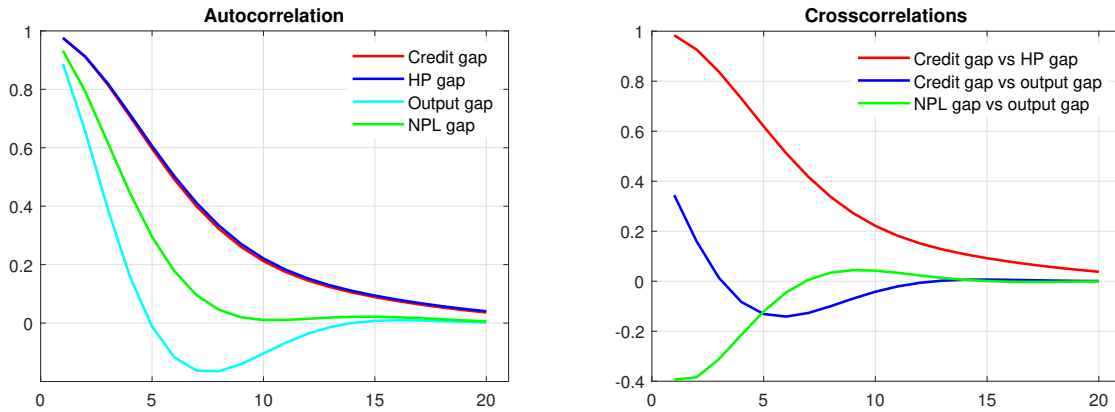 Autocorrelation
1
0.8
0.6
0.4
0.2
0
0
5
10
15
20
Credit gap
HP gap
Output gap
NPL gap
Crosscorrelations
1
0.8
0.6
0.4
0.2
0
-0.2
-0.4
0
5
10
15
20
Credit gap vs HP gap
Credit gap vs output gap
NPL gap vs output gap